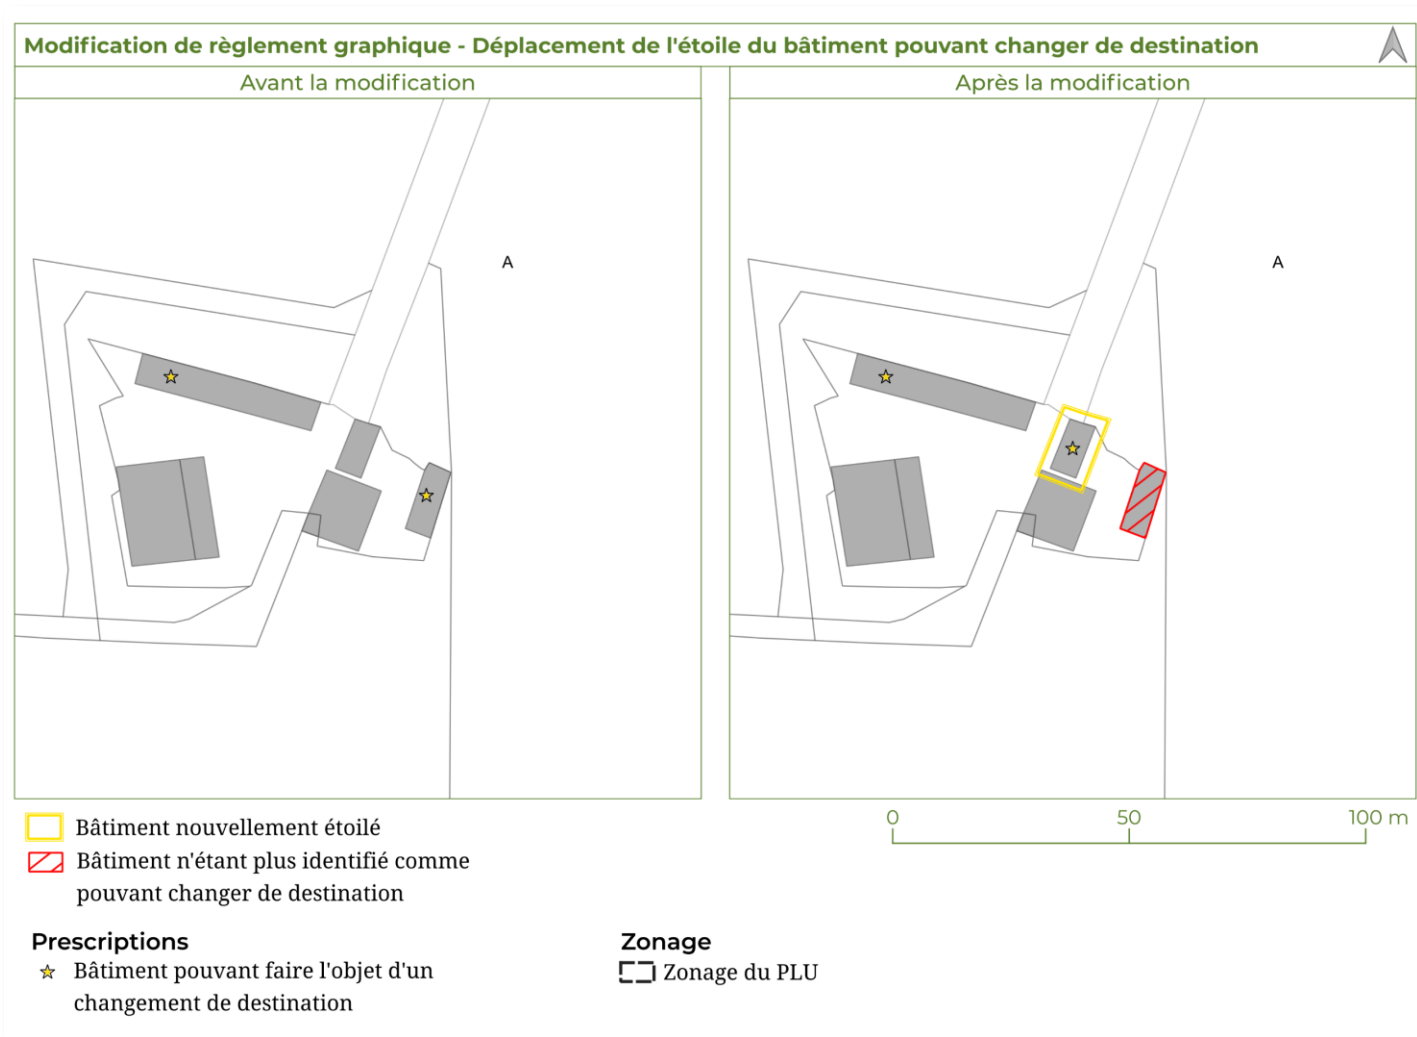 Modification de règlement graphique - Déplacement de l'étoile du bâtiment pouvant changer de destination
Avant la modification
Après la modification
A
A
0 50 100 m
Bâtiment nouvellement étoilé
Bâtiment n'étant plus identifié comme
pouvant changer de destination
Prescriptions
Bâtiment pouvant faire l'objet d'un
changement de destination
Zonage
Zonage du PLU